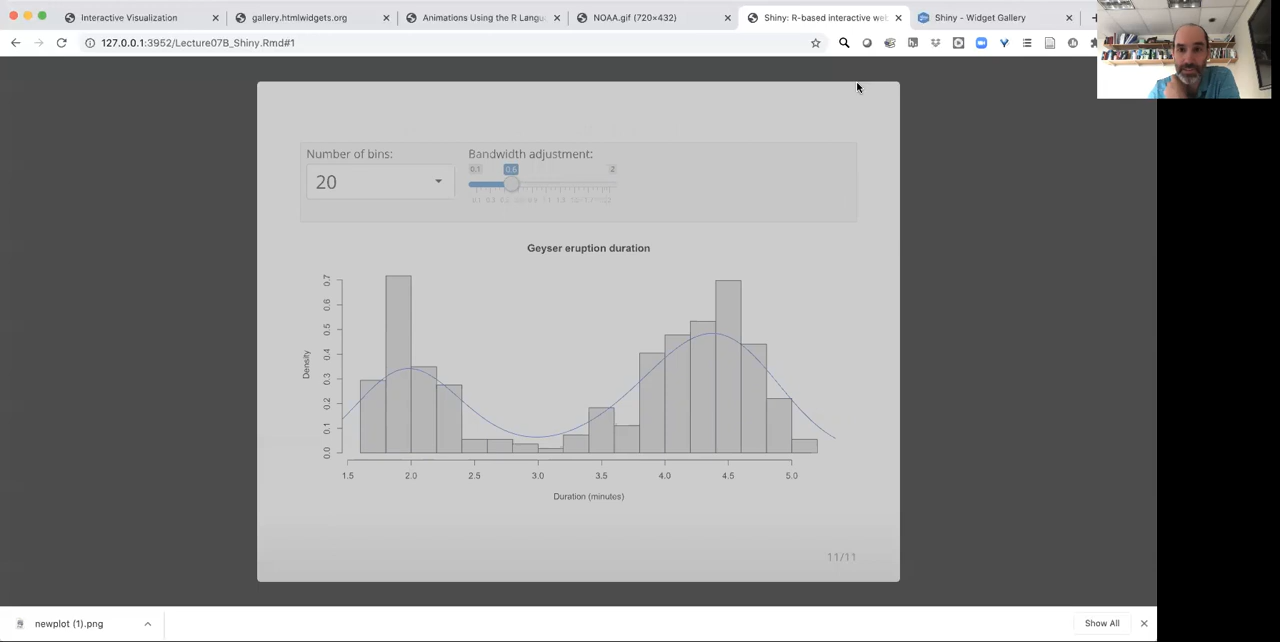 Interactive Visualization
gallery.htmlwidgets.org
Animations Using the R Langu
NOAA.gif (720×432)
Shiny: R-based interactive web
Shiny - Widget Gallery
127.0.0.1:3952/Lecture07B_Shiny.Rmd#1
Number of bins:
Bandwidth adjustment:
0.1 0.6 2
20
Geyser eruption duration
0.7
0.6
0.5
0.4
0.3
0.2
0.1
0.0
Density
1.5 2.0 2.5 3.0 3.5 4.0 4.5 5.0
Duration (minutes)
11/11
newplot (1).png
Show All